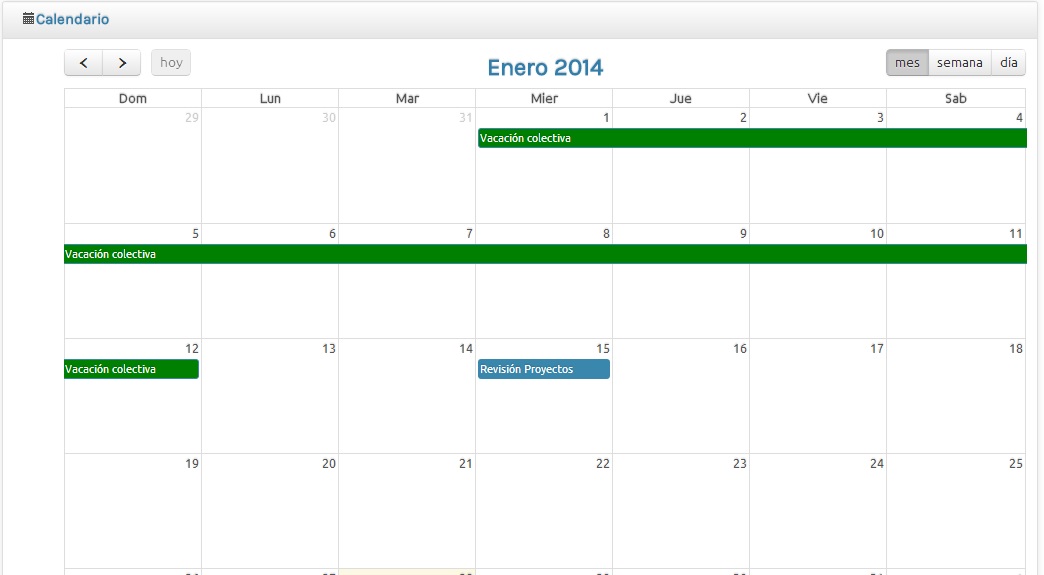 Calendario
hoy
Enero 2014
mes semana día
Dom Lun Mar Mier Jue Vie Sab
29 30 31 1 2 3 4
Vacación colectiva
5 6 7 8 9 10 11
Vacación colectiva
12 13 14 15 16 17 18
Vacación colectiva Revisión Proyectos
19 20 21 22 23 24 25